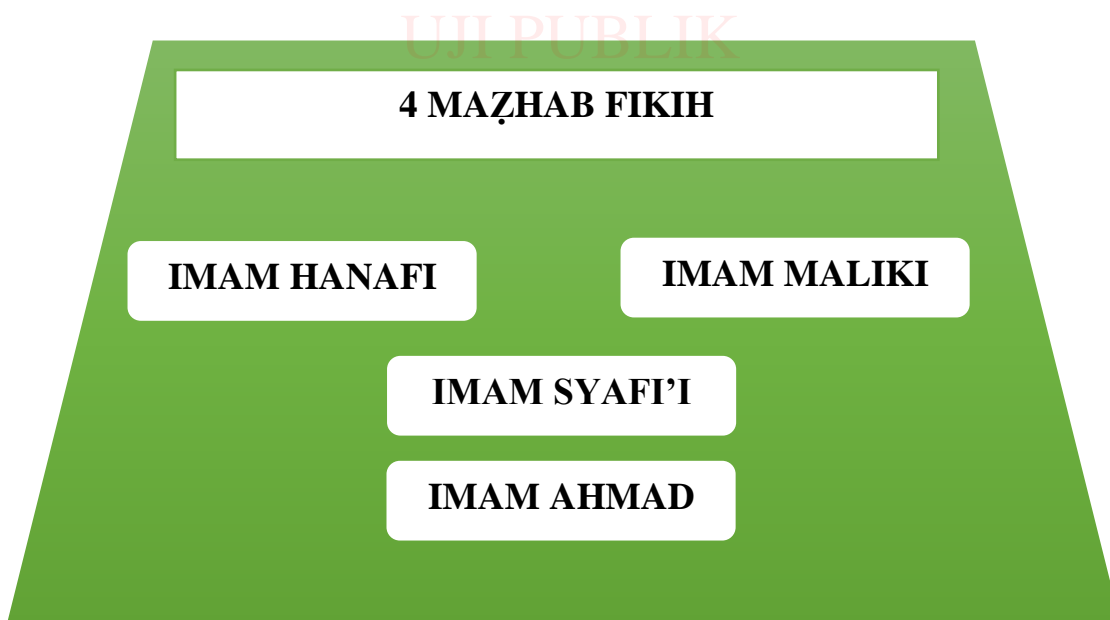 UJI PUBLIK
4 MAẒHAB FIKIH
IMAM HANAFI
IMAM MALIKI
IMAM SYAFI’I
IMAM AHMAD